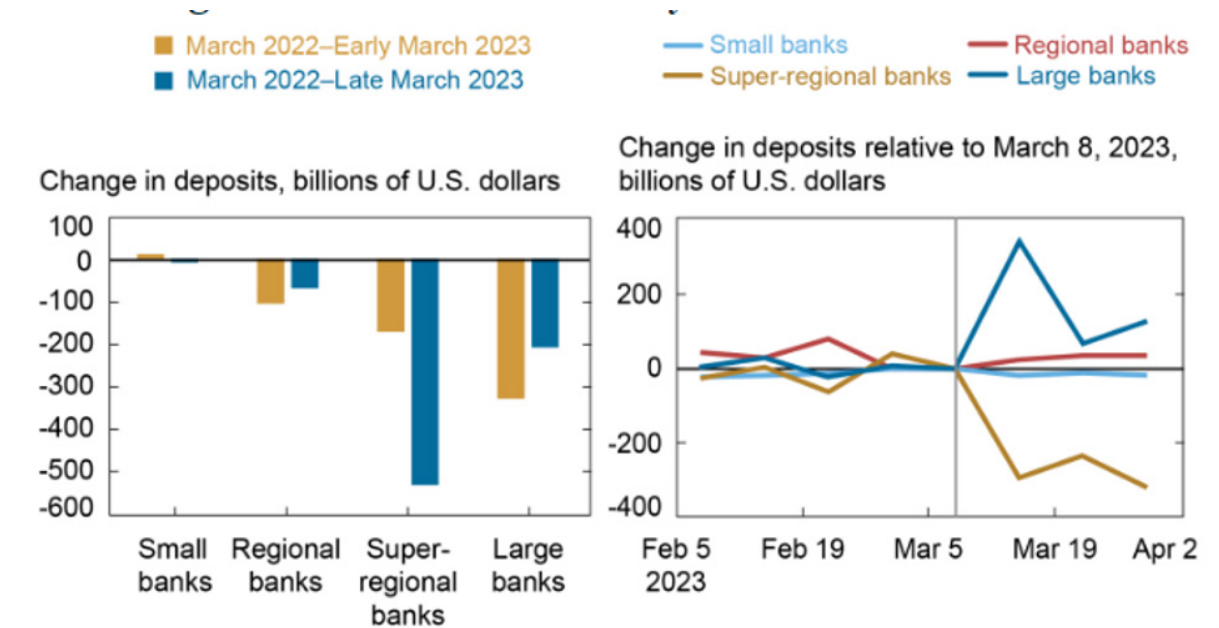 March 2022–Early March 2023
March 2022–Late March 2023
Change in deposits, billions of U.S. dollars
100
0
-100
-200
-300
-400
-500
-600
Small banks
Regional banks
Super-regional banks
Large banks
Small banks
Regional banks
Super-regional banks
Large banks
Change in deposits relative to March 8, 2023,
billions of U.S. dollars
400
200
0
-200
-400
Feb 5
2023
Feb 19
Mar 5
Mar 19
Apr 2